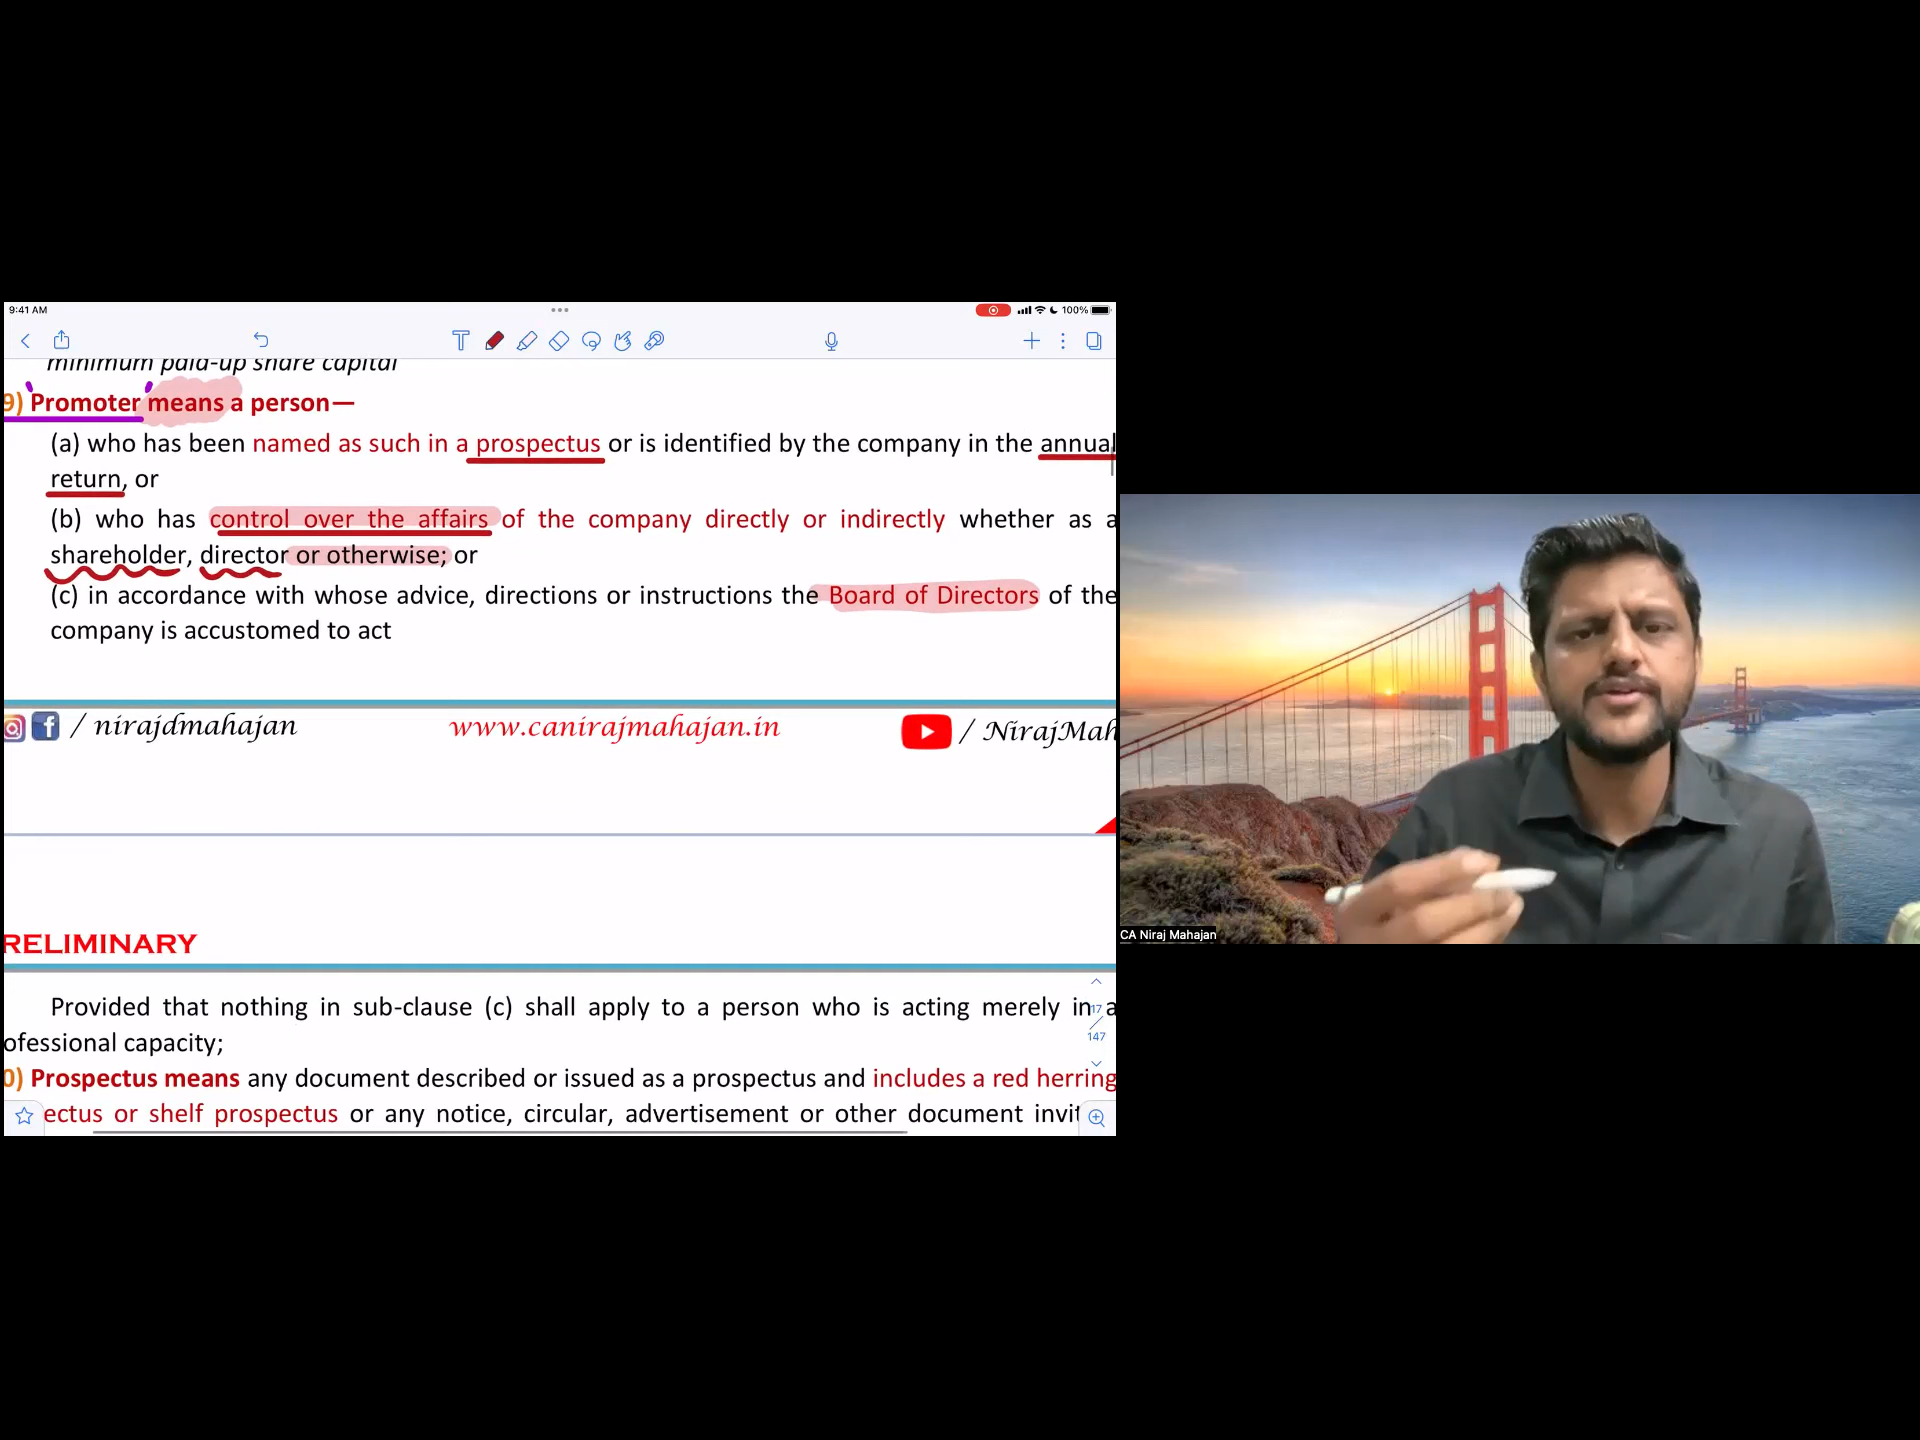 9:41 AM
100%
minimum paid-up share capital
9) Promoter means a person—
(a) who has been named as such in a prospectus or is identified by the company in the annual
return, or
(b) who has control over the affairs of the company directly or indirectly whether as a
shareholder, director or otherwise; or
(c) in accordance with whose advice, directions or instructions the Board of Directors of the
company is accustomed to act
/ nirajdmahajan www.canirajmahajan.in / NirajMah
RELIMINARY
Provided that nothing in sub-clause (c) shall apply to a person who is acting merely in a
ofessional capacity;
17
147
0) Prospectus means any document described or issued as a prospectus and includes a red herring
ectus or shelf prospectus or any notice, circular, advertisement or other document invit
CA Niraj Mahajan